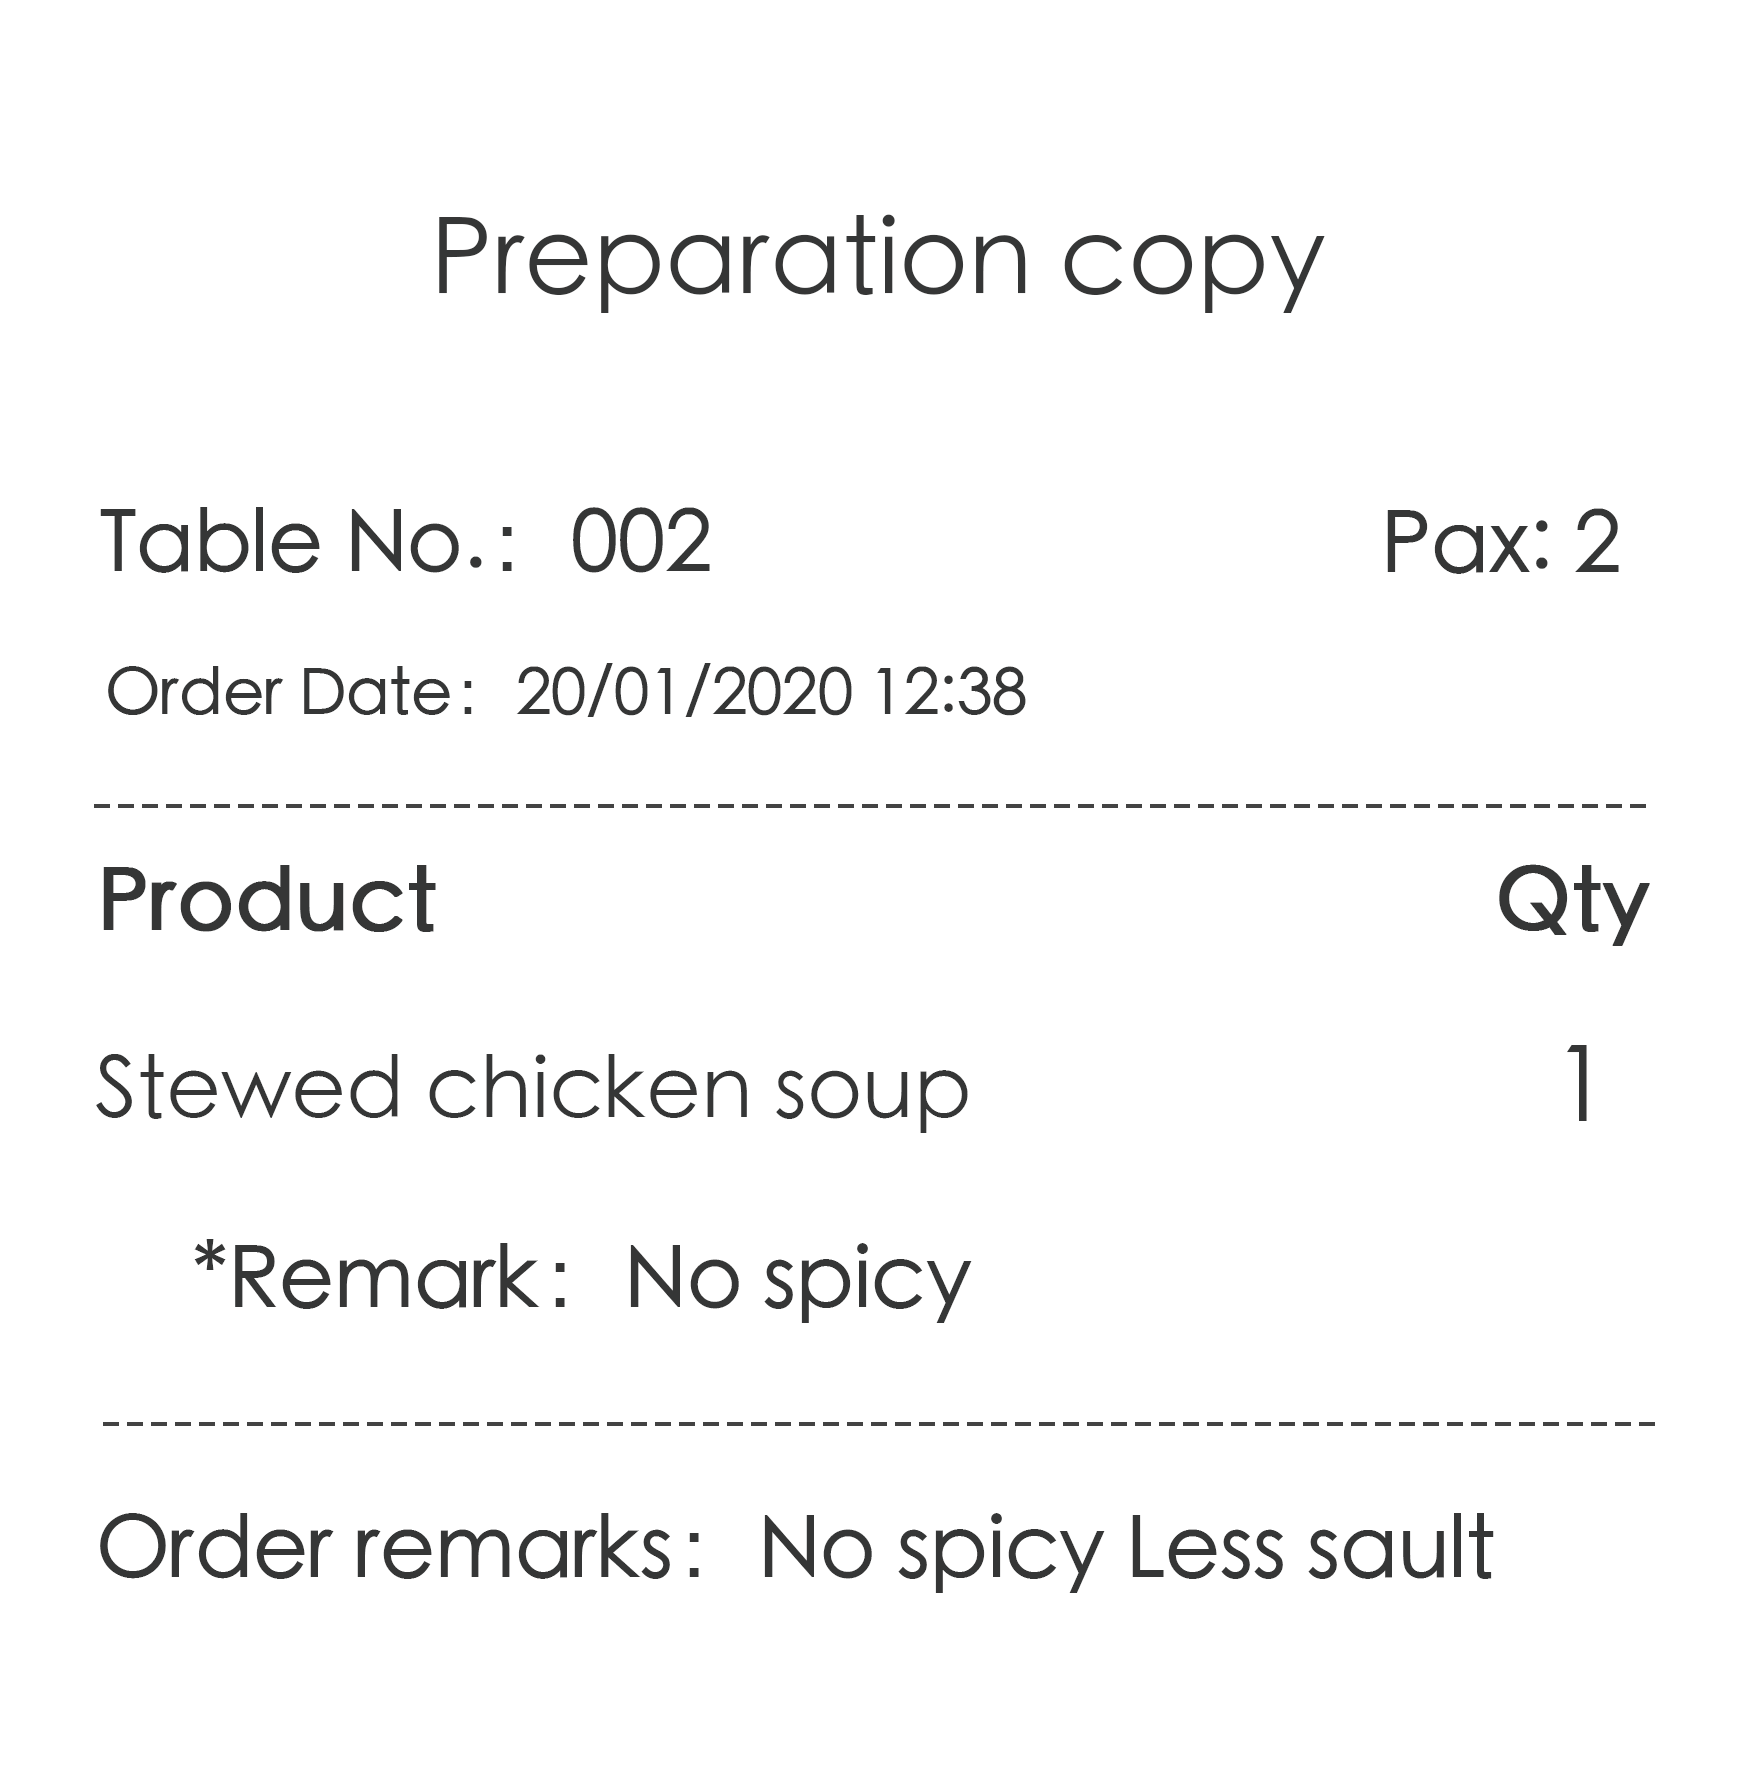 Preparation copy
Table No.: 002 Pax: 2
Order Date: 20/01/2020 12:38
Product Qty
Stewed chicken soup 1
*Remark: No spicy
Order remarks: No spicy Less sault